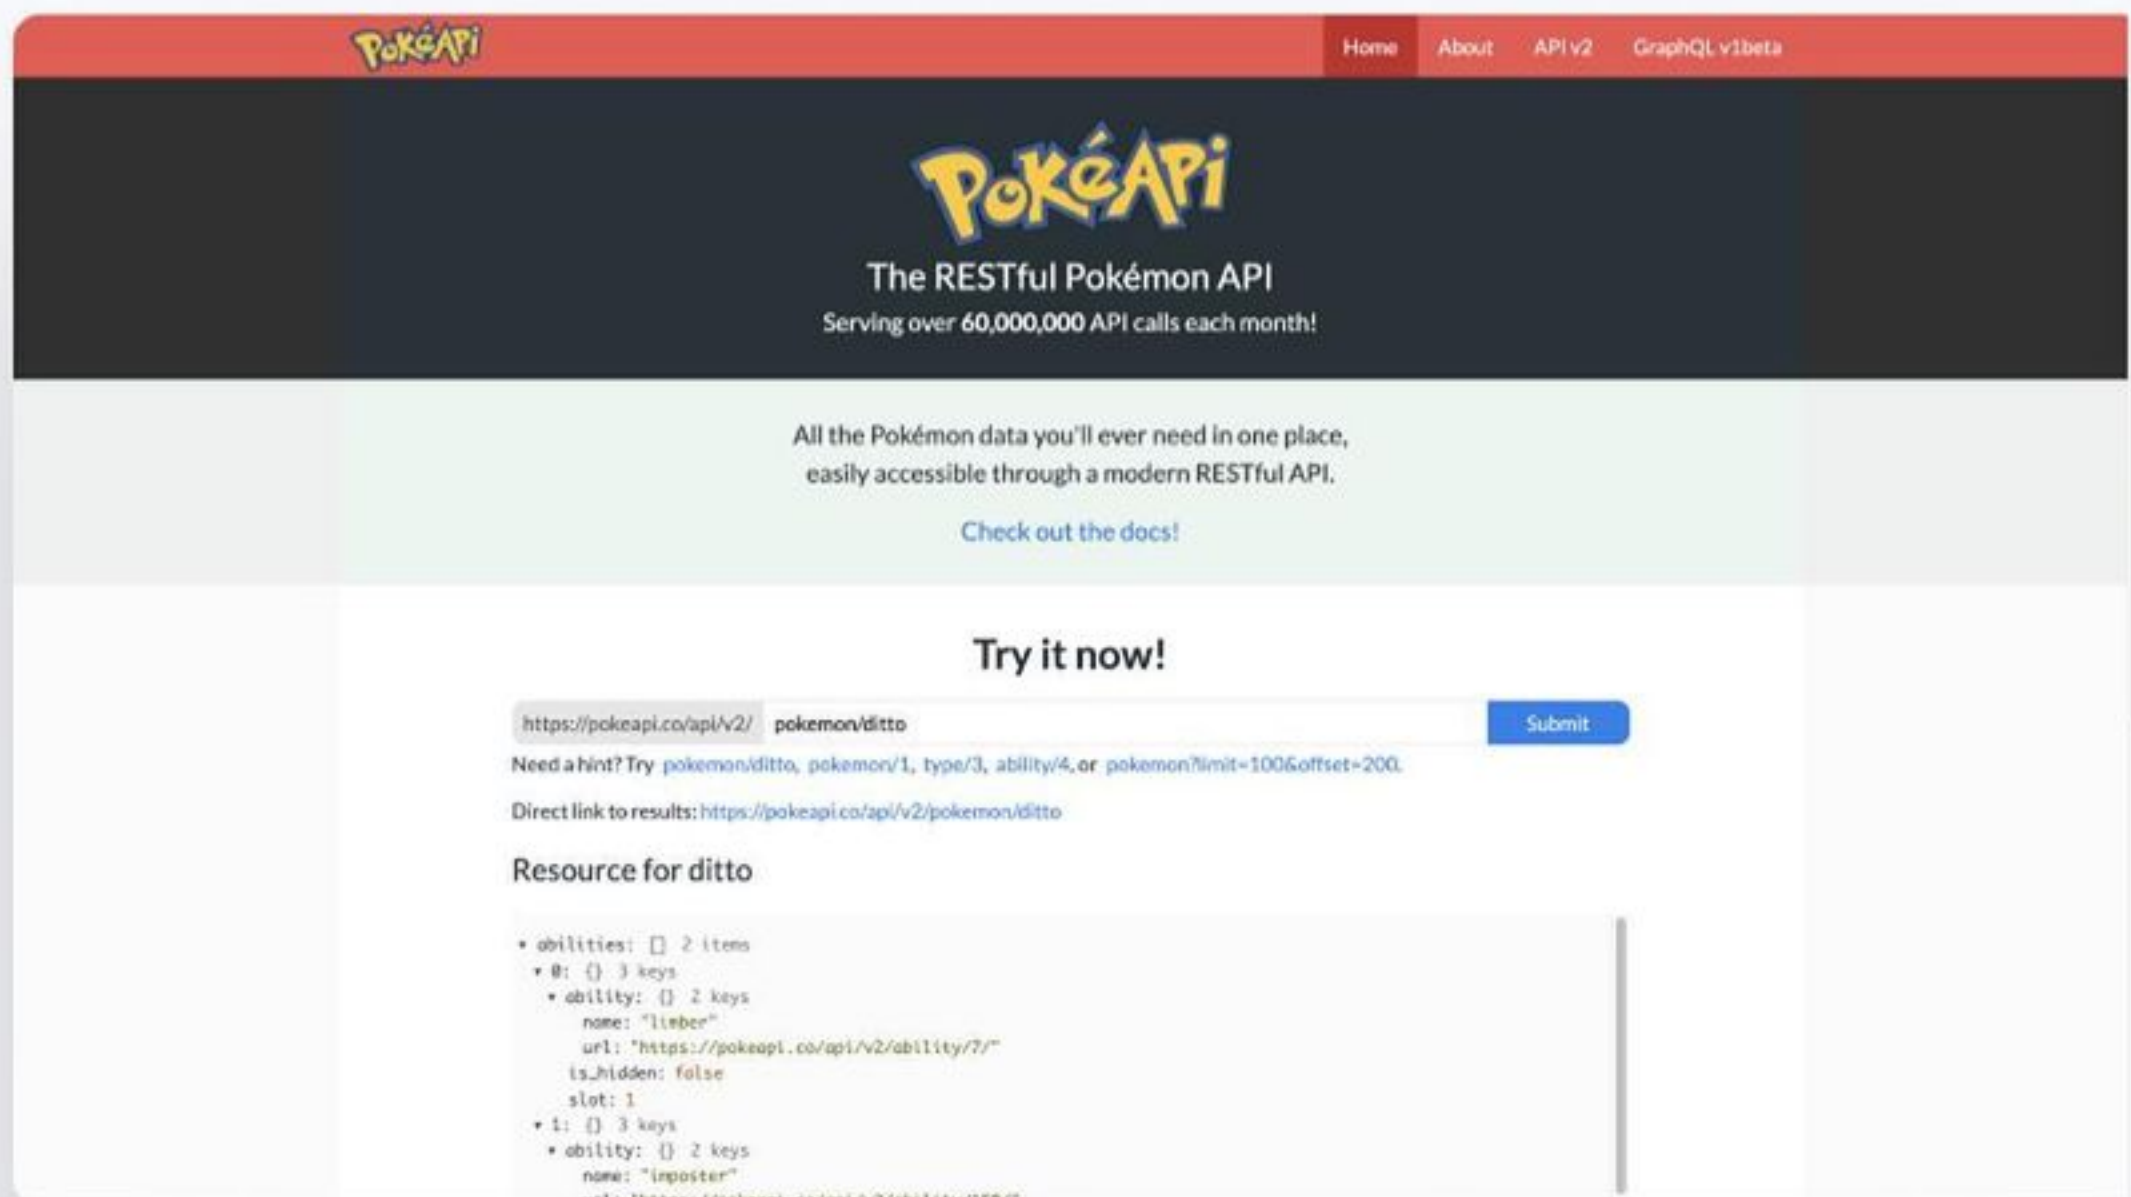 PokéAPi
Home About API v2 GraphQL v1beta
PokéAPi
The RESTful Pokémon API
Serving over 60,000,000 API calls each month!
All the Pokémon data you'll ever need in one place,
easily accessible through a modern RESTful API.
Check out the docs!
Try it now!
https://pokeapi.co/api/v2/ pokemon/ditto Submit
Need a hint? Try pokemon/ditto, pokemon/1, type/3, ability/4, or pokemon?limit=100&offset=200.
Direct link to results: https://pokeapi.co/api/v2/pokemon/ditto
Resource for ditto
▾ abilities: [] 2 items
▾ 0: {} 3 keys
▾ ability: {} 2 keys
name: "limber"
url: "https://pokeapi.co/api/v2/ability/7/"
is_hidden: false
slot: 1
▾ 1: {} 3 keys
▾ ability: {} 2 keys
name: "imposter"